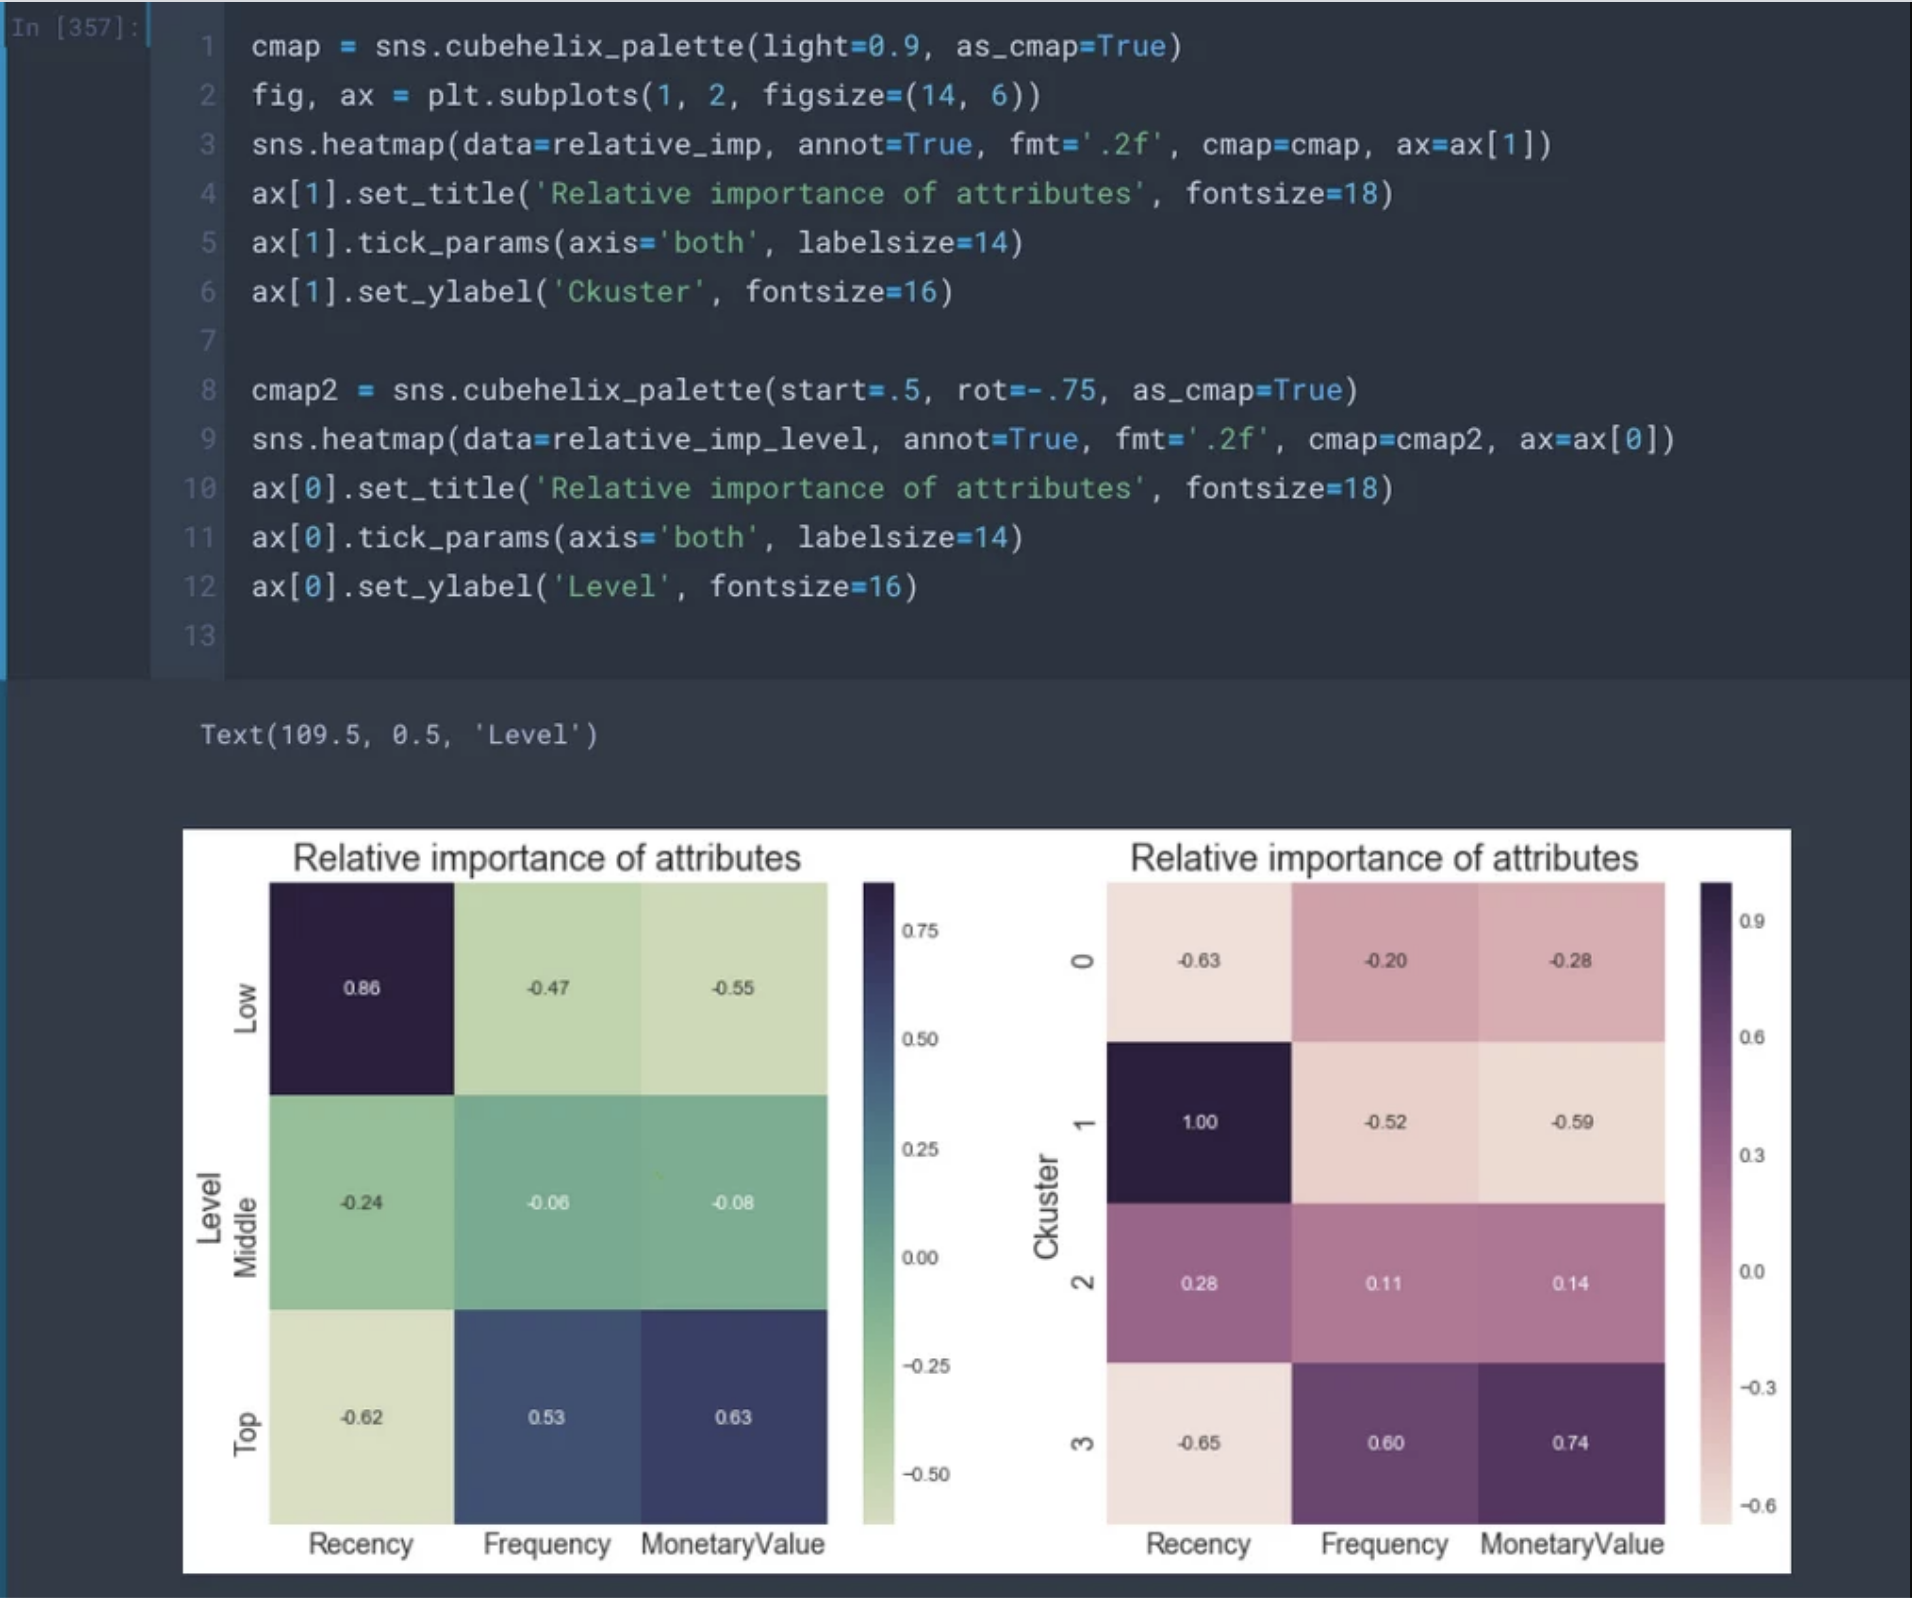 In [357]:
1 cmap = sns.cubehelix_palette(light=0.9, as_cmap=True)
2 fig, ax = plt.subplots(1, 2, figsize=(14, 6))
3 sns.heatmap(data=relative_imp, annot=True, fmt='.2f', cmap=cmap, ax=ax[1])
4 ax[1].set_title('Relative importance of attributes', fontsize=18)
5 ax[1].tick_params(axis='both', labelsize=14)
6 ax[1].set_ylabel('Ckuster', fontsize=16)
7
8 cmap2 = sns.cubehelix_palette(start=.5, rot=-.75, as_cmap=True)
9 sns.heatmap(data=relative_imp_level, annot=True, fmt='.2f', cmap=cmap2, ax=ax[0])
10 ax[0].set_title('Relative importance of attributes', fontsize=18)
11 ax[0].tick_params(axis='both', labelsize=14)
12 ax[0].set_ylabel('Level', fontsize=16)
13
Text(109.5, 0.5, 'Level')
Relative importance of attributes
Level
Low
0.86 -0.47 -0.55
Middle
-0.24 -0.06 -0.08
Top
-0.62 0.53 0.63
Recency Frequency MonetaryValue
0.75
0.50
0.25
0.00
−0.25
−0.50
Relative importance of attributes
Ckuster
0
-0.63 -0.20 -0.28
1
1.00 -0.52 -0.59
2
0.28 0.11 0.14
3
-0.65 0.60 0.74
Recency Frequency MonetaryValue
0.9
0.6
0.3
0.0
−0.3
−0.6